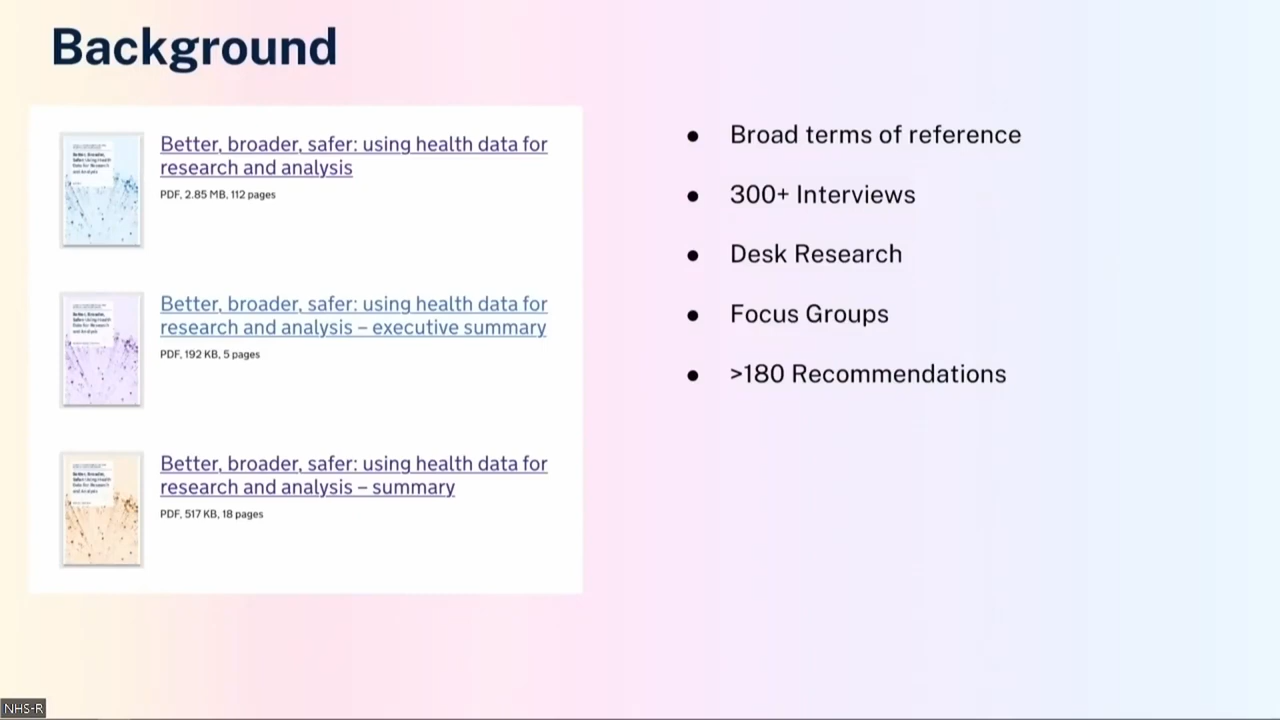 Background
Better, broader, safer: using health data for
research and analysis
PDF, 2.85 MB, 112 pages
Better, broader, safer: using health data for
research and analysis – executive summary
PDF, 192 KB, 5 pages
Better, broader, safer: using health data for
research and analysis – summary
PDF, 517 KB, 18 pages
● Broad terms of reference
● 300+ Interviews
● Desk Research
● Focus Groups
● >180 Recommendations
NHS-R